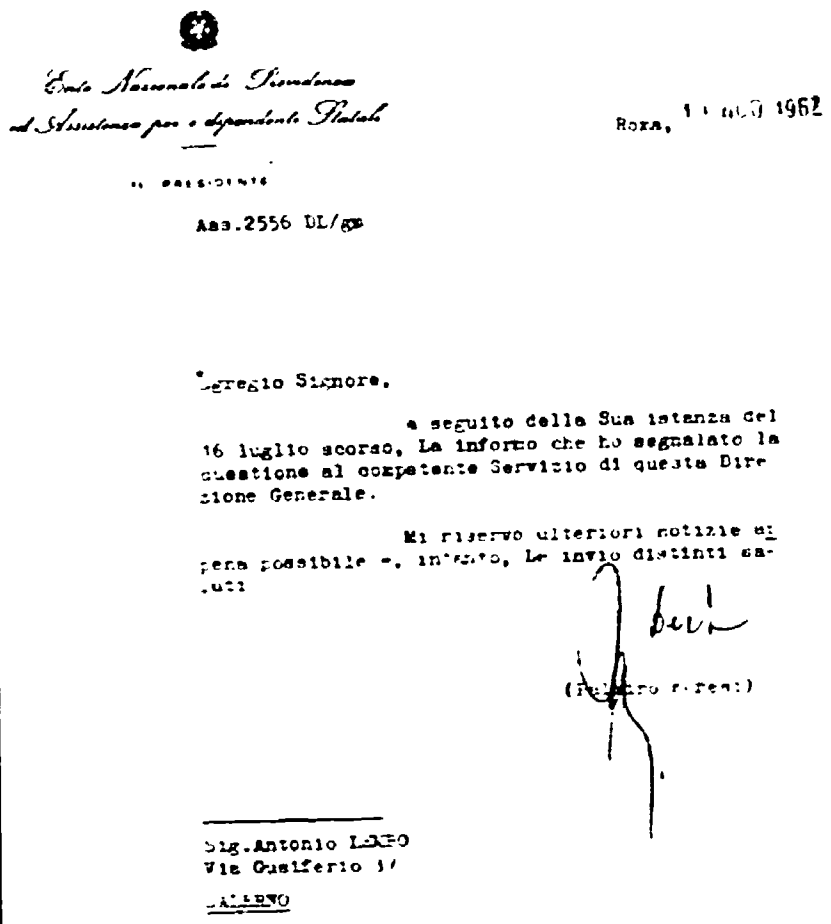 Ente Nazionale di Previdenza
ed Assistenza per i dipendenti Statali
Roma, 1962
IL PRESIDENTE
Ass.2556 DL/gm
Egregio Signore,
a seguito della Sua istanza del
16 luglio scorso, La informo che ho segnalato la
questione al competente Servizio di questa Dire
zione Generale.
Mi riservo ulteriori notizie ap
pena possibile e, intanto, Le invio distinti sa-
luti
Sig.Antonio
Via Guaiferio
SALERNO